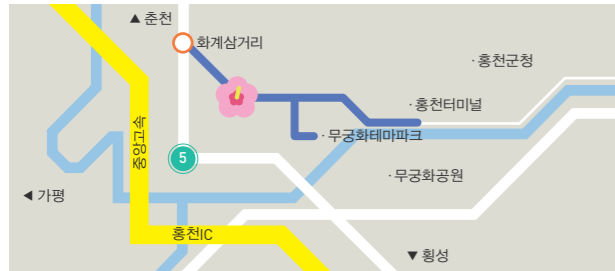 ▲ 춘천
화계삼거리
· 홍천군청
· 홍천터미널
중앙고속
· 무궁화테마파크
5
· 무궁화공원
◀ 가평
홍천IC
▼ 횡성